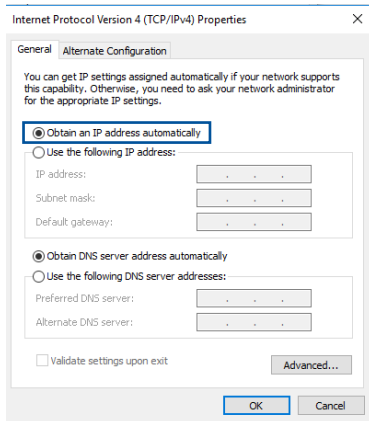 Internet Protocol Version 4 (TCP/IPv4) Properties
General Alternate Configuration
You can get IP settings assigned automatically if your network supports
this capability. Otherwise, you need to ask your network administrator
for the appropriate IP settings.
Obtain an IP address automatically
Use the following IP address:
IP address:
Subnet mask:
Default gateway:
Obtain DNS server address automatically
Use the following DNS server addresses:
Preferred DNS server:
Alternate DNS server:
Validate settings upon exit
Advanced...
OK Cancel